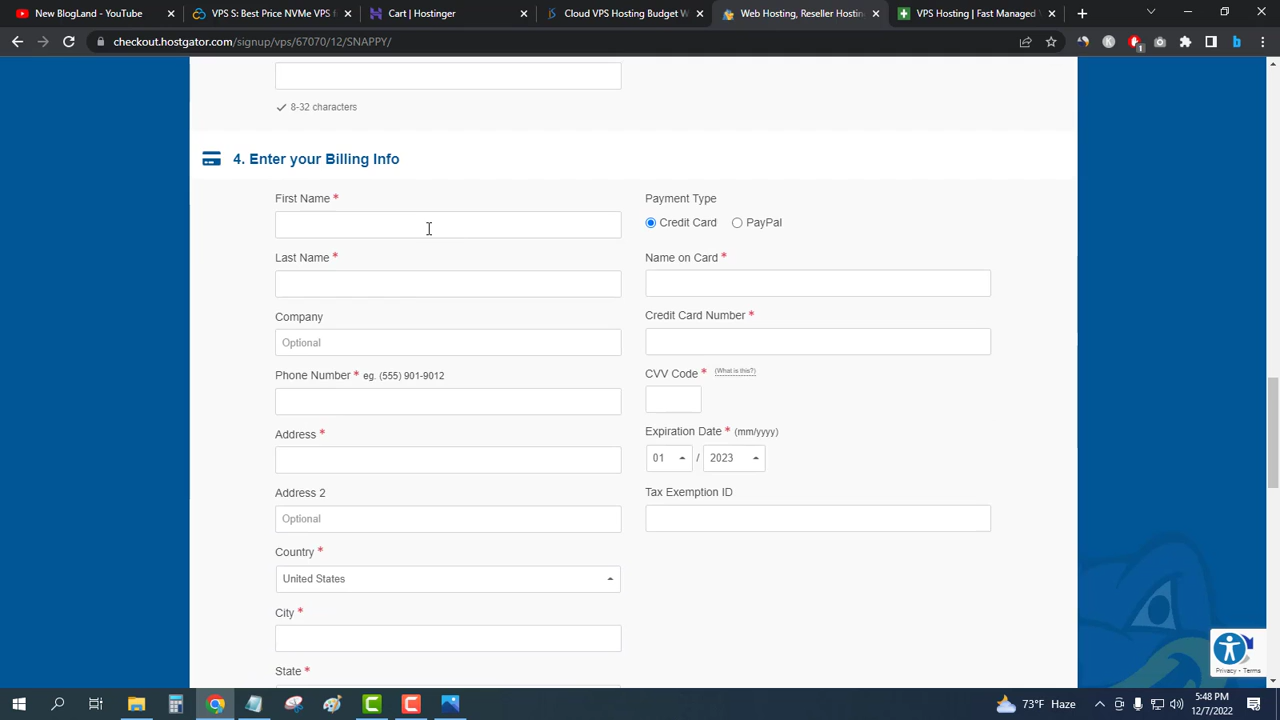 New BlogLand - YouTube
VPS S: Best VPS Hosting
Cart | Hostinger
Cloud VPS Budget W
Web Hosting, Reseller Hostin
VPS Hosting | Fast Managed V
checkout.hostgator.com/signup/vps/67070/12/SNAPPY/
1
8-32 characters
4. Enter your Billing Info
First Name *
Payment Type
Credit Card
PayPal
Last Name *
Name on Card *
Company
Credit Card Number *
Optional
Phone Number * eg. (555) 901-9012
CVV Code * (What is this?)
Address *
Expiration Date * (mm/yyyy)
01 / 2023
Address 2
Tax Exemption ID
Optional
Country *
United States
City *
State *
Privacy - Terms
73°F Haze
5:48 PM
12/7/2022